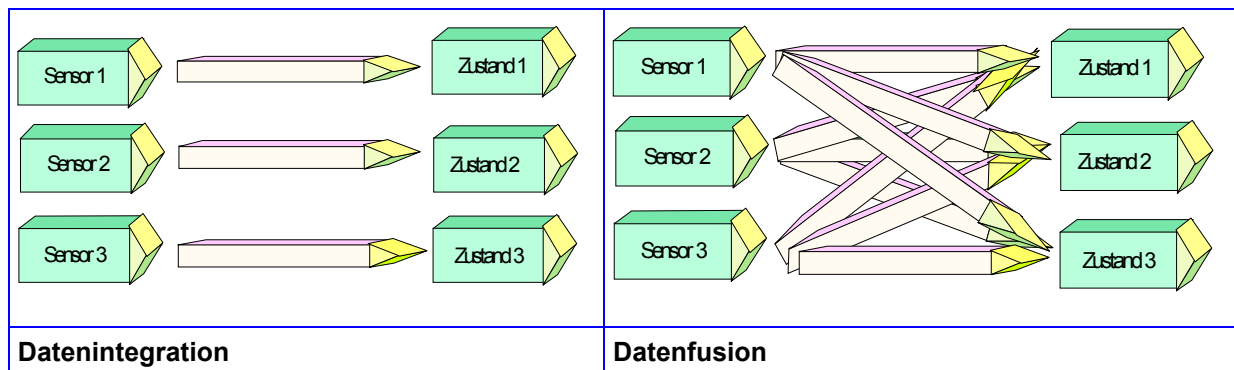 Sensor 1
Zustand 1
Sensor 2
Zustand 2
Sensor 3
Zustand 3
Datenintegration
Sensor 1
Zustand 1
Sensor 2
Zustand 2
Sensor 3
Zustand 3
Datenfusion